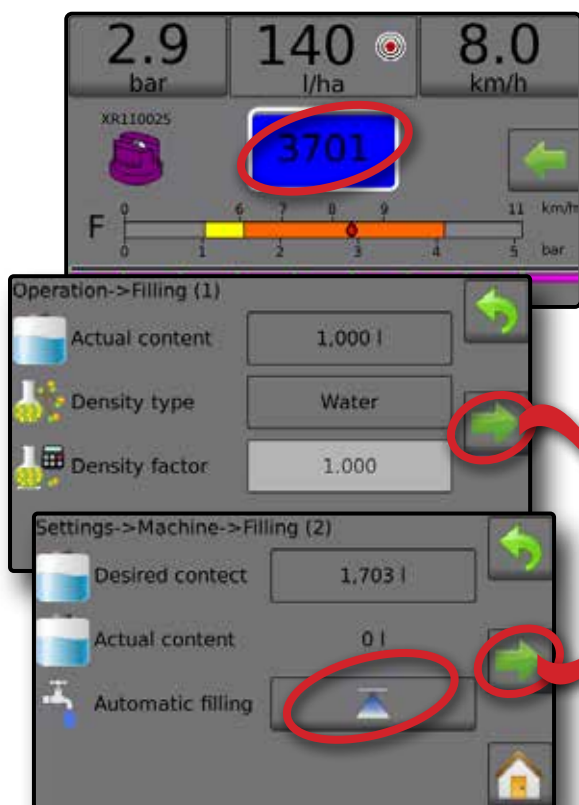 2.9 140 8.0
bar l/ha km/h
XR110025
3701
0 6 7 8 9 11 km/h
F
0 1 2 3 4 5 bar
Operation->Filling (1)
Actual content 1,000 l
Density type Water
Density factor 1.000
Settings->Machine->Filling (2)
Desired contect 1,703 l
Actual content 0 l
Automatic filling